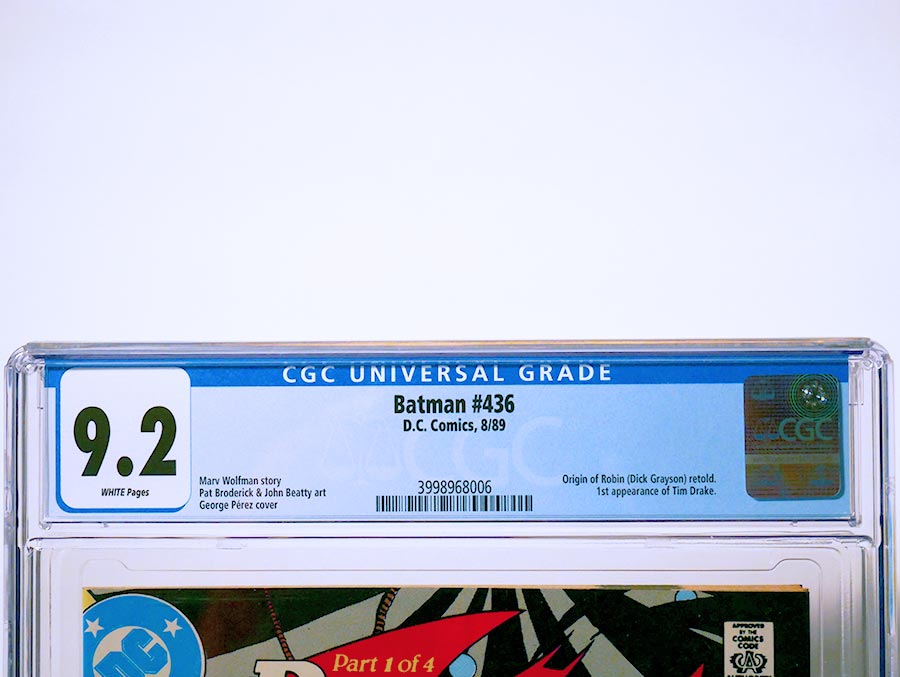 CGC UNIVERSAL GRADE
9.2
WHITE Pages
Batman #436
D.C. Comics, 8/89
Marv Wolfman story
Pat Broderick & John Beatty art
George Pérez cover
3998968006
Origin of Robin (Dick Grayson) retold.
1st appearance of Tim Drake.
CGC
CGC
DC
Part 1 of 4
APPROVED
BY THE
COMICS
CODE
AUTHORITY